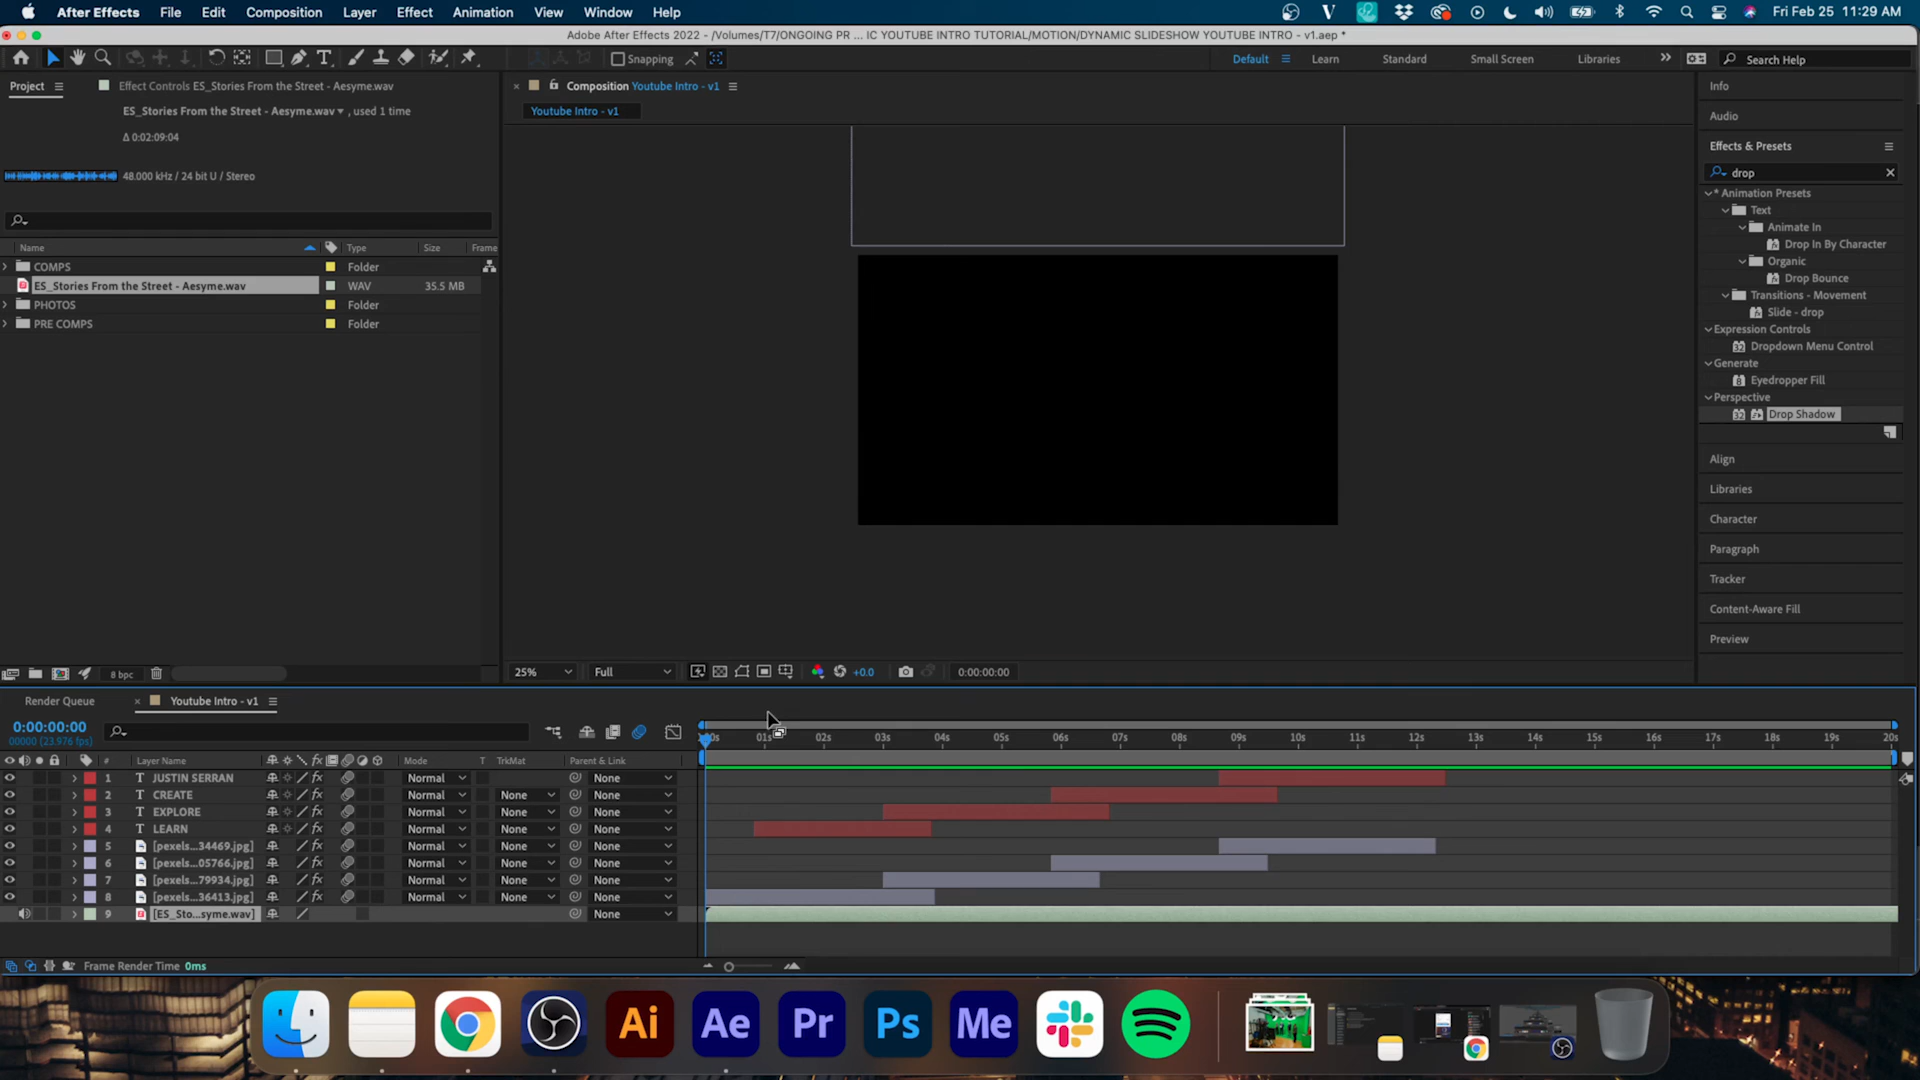 After Effects File Edit Composition Layer Effect Animation View Window Help Fri Feb 25 11:29 AM
Adobe After Effects 2022 - /Volumes/T7/ONGOING PR ... IC YOUTUBE INTRO TUTORIAL/MOTION/DYNAMIC SLIDESHOW YOUTUBE INTRO - v1.aep *
Snapping Default Learn Standard Small Screen Libraries Search Help
Project Effect Controls ES_Stories From the Street - Aesyme.wav
ES_Stories From the Street - Aesyme.wav , used 1 time
Δ 0:02:09:04
48.000 kHz / 24 bit U / Stereo
Name Type Size Frame
COMPS Folder
ES_Stories From the Street - Aesyme.wav WAV 35.5 MB
PHOTOS Folder
PRE COMPS Folder
8 bpc
Composition Youtube Intro - v1
Youtube Intro - v1
25% Full +0.0 0:00:00:00
Info
Audio
Effects & Presets
drop
* Animation Presets
Text
Animate In
Drop In By Character
Organic
Drop Bounce
Transitions - Movement
Slide - drop
Expression Controls
Dropdown Menu Control
Generate
Eyedropper Fill
Perspective
Drop Shadow
Align
Libraries
Character
Paragraph
Tracker
Content-Aware Fill
Preview
Render Queue Youtube Intro - v1
0:00:00:00
00000 (23.976 fps)
01s 02s 03s 04s 05s 06s 07s 08s 09s 10s 11s 12s 13s 14s 15s 16s 17s 18s 19s 20s
# Layer Name Mode T TrkMat Parent & Link
1 T JUSTIN SERRAN Normal None
2 T CREATE Normal None None
3 T EXPLORE Normal None None
4 T LEARN Normal None None
5 [pexels...34469.jpg] Normal None None
6 [pexels...05766.jpg] Normal None None
7 [pexels...79934.jpg] Normal None None
8 [pexels...36413.jpg] Normal None None
9 [ES_Sto...syme.wav] None
Frame Render Time 0ms
Ai Ae Pr Ps Me